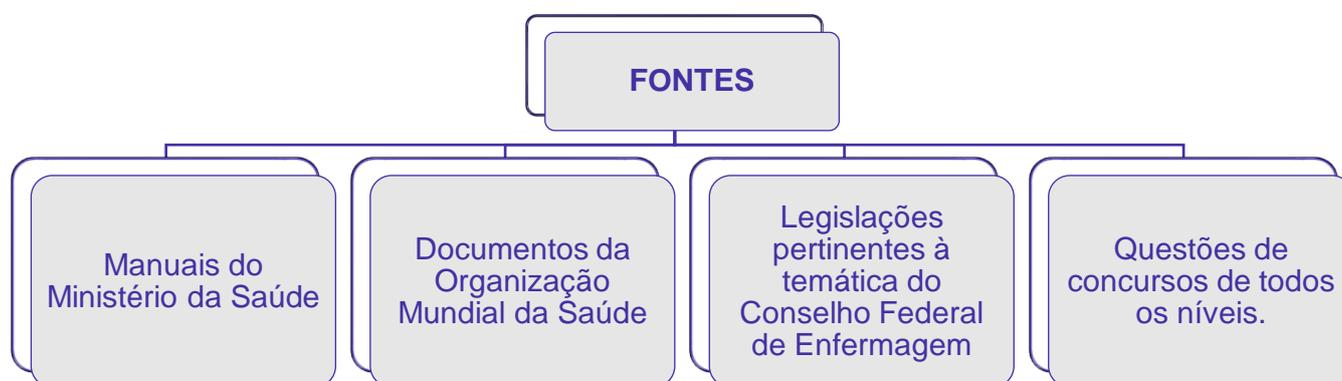 FONTES
Manuais do
Ministério da Saúde
Documentos da
Organização
Mundial da Saúde
Legislações
pertinentes à
temática do
Conselho Federal
de Enfermagem
Questões de
concursos de todos
os níveis.